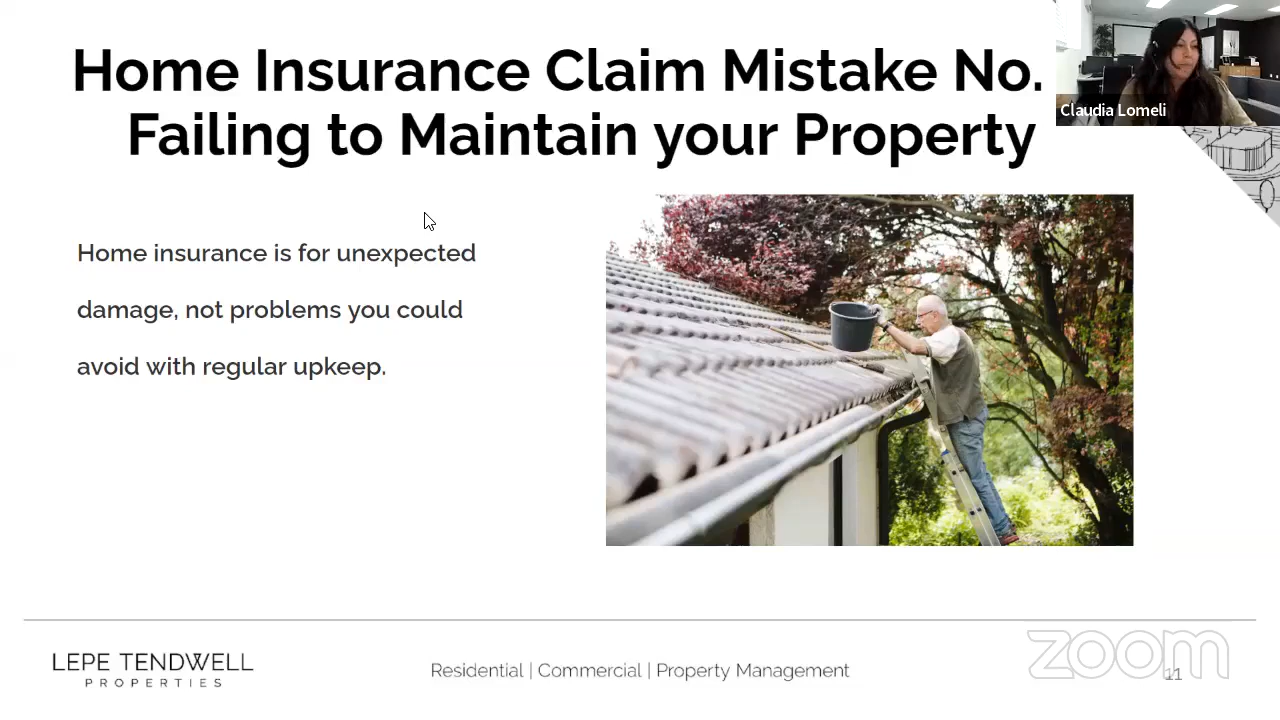 Home Insurance Claim Mistake No.
Failing to Maintain your Property
Claudia Lomeli
Home insurance is for unexpected
damage, not problems you could
avoid with regular upkeep.
LEPE TENDWELL
PROPERTIES
Residential | Commercial | Property Management
zoom
11